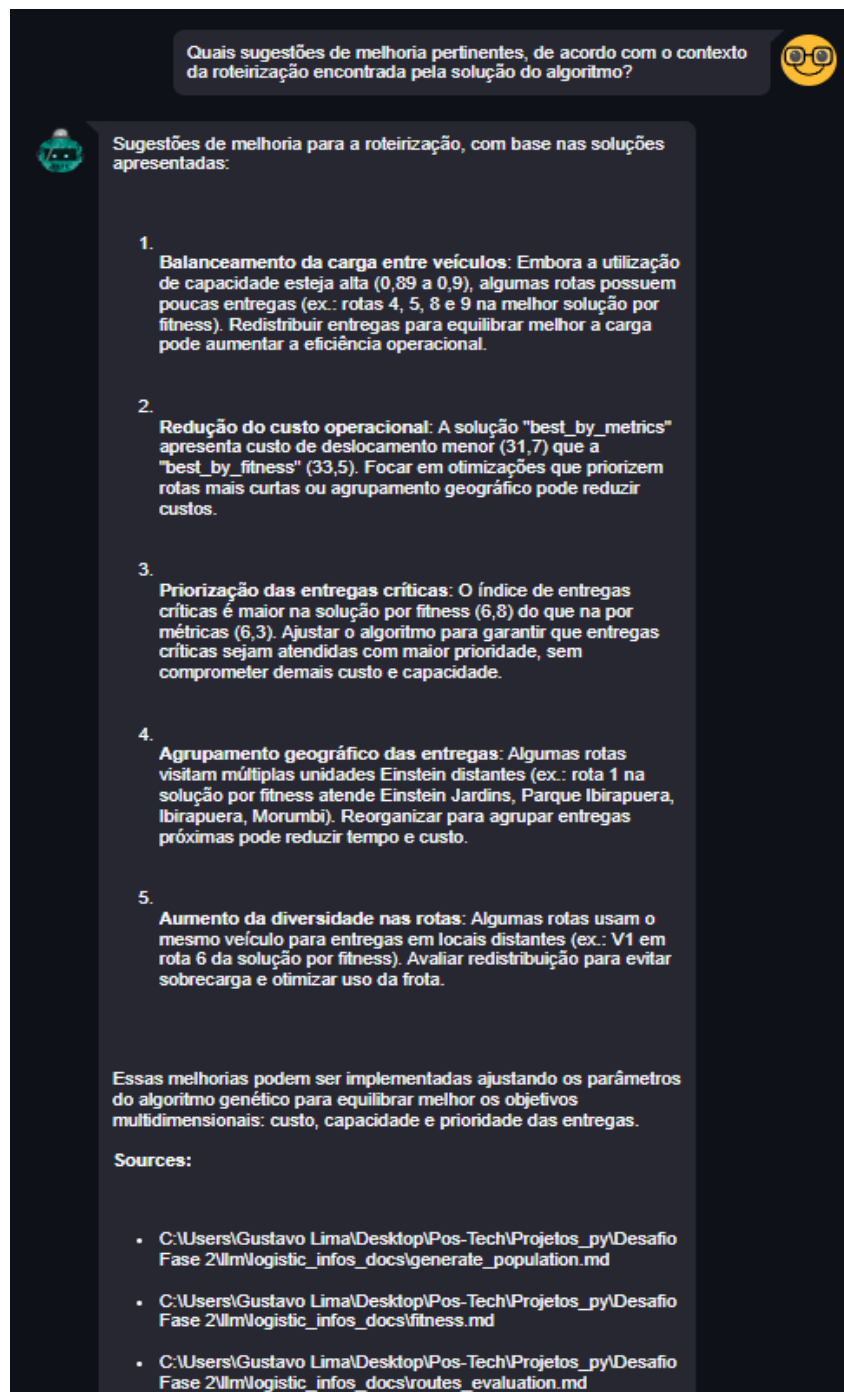 Quais sugestões de melhoria pertinentes, de acordo com o contexto
da roteirização encontrada pela solução do algoritmo?
Sugestões de melhoria para a roteirização, com base nas soluções
apresentadas:
1.
Balanceamento da carga entre veículos: Embora a utilização
de capacidade esteja alta (0,89 a 0,9), algumas rotas possuem
poucas entregas (ex.: rotas 4, 5, 8 e 9 na melhor solução por
fitness). Redistribuir entregas para equilibrar melhor a carga
pode aumentar a eficiência operacional.
2.
Redução do custo operacional: A solução "best_by_metrics"
apresenta custo de deslocamento menor (31,7) que a
"best_by_fitness" (33,5). Focar em otimizações que priorizem
rotas mais curtas ou agrupamento geográfico pode reduzir
custos.
3.
Priorização das entregas críticas: O índice de entregas
críticas é maior na solução por fitness (6,8) do que na por
métricas (6,3). Ajustar o algoritmo para garantir que entregas
críticas sejam atendidas com maior prioridade, sem
comprometer demais custo e capacidade.
4.
Agrupamento geográfico das entregas: Algumas rotas
visitam múltiplas unidades Einstein distantes (ex.: rota 1 na
solução por fitness atende Einstein Jardins, Parque Ibirapuera,
Ibirapuera, Morumbi). Reorganizar para agrupar entregas
próximas pode reduzir tempo e custo.
5.
Aumento da diversidade nas rotas: Algumas rotas usam o
mesmo veículo para entregas em locais distantes (ex.: V1 em
rota 6 da solução por fitness). Avaliar redistribuição para evitar
sobrecarga e otimizar uso da frota.
Essas melhorias podem ser implementadas ajustando os parâmetros
do algoritmo genético para equilibrar melhor os objetivos
multidimensionais: custo, capacidade e prioridade das entregas.
Sources:
• C:\Users\Gustavo Lima\Desktop\Pos-Tech\Projetos_py\Desafio
Fase 2\llm\logistic_infos_docs\generate_population.md
• C:\Users\Gustavo Lima\Desktop\Pos-Tech\Projetos_py\Desafio
Fase 2\llm\logistic_infos_docs\fitness.md
• C:\Users\Gustavo Lima\Desktop\Pos-Tech\Projetos_py\Desafio
Fase 2\llm\logistic_infos_docs\routes_evaluation.md